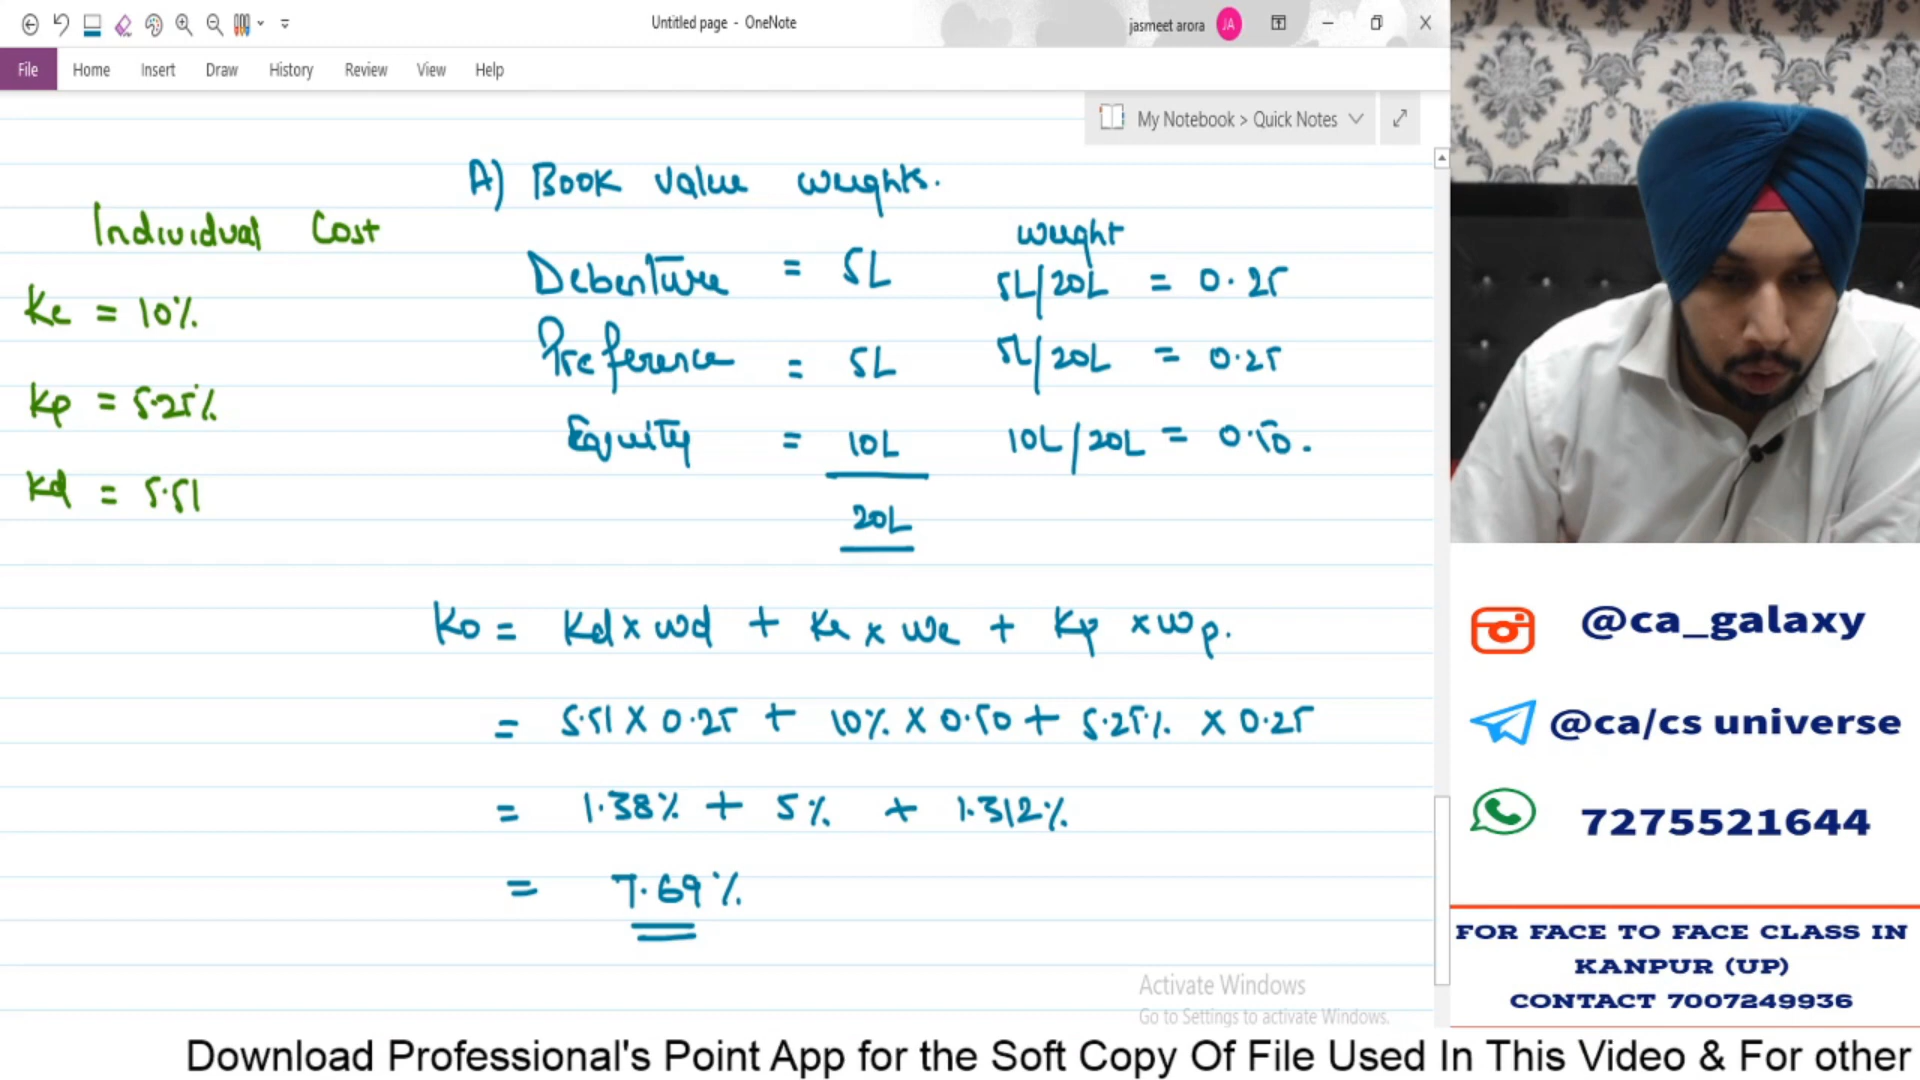 Untitled page - OneNote
jasmeet arora JA
File Home Insert Draw History Review View Help
My Notebook > Quick Notes
A) Book value weights.
Individual Cost
weight
Debenture = 5L 5L/20L = 0.25
Ke = 10%
Preference = 5L 5L/20L = 0.25
Kp = 5.25%
Equity = 10L 10L/20L = 0.50.
Kd = 5.51
20L
Ko = Kd x wd + Ke x we + Kp x wp.
= 5.51 x 0.25 + 10% x 0.50 + 5.25% x 0.25
= 1.38% + 5% + 1.312%
= 7.69%
Activate Windows
Go to Settings to activate Windows.
@ca_galaxy
@ca/cs universe
7275521644
FOR FACE TO FACE CLASS IN
KANPUR (UP)
CONTACT 7007249936
Download Professional's Point App for the Soft Copy Of File Used In This Video & For other